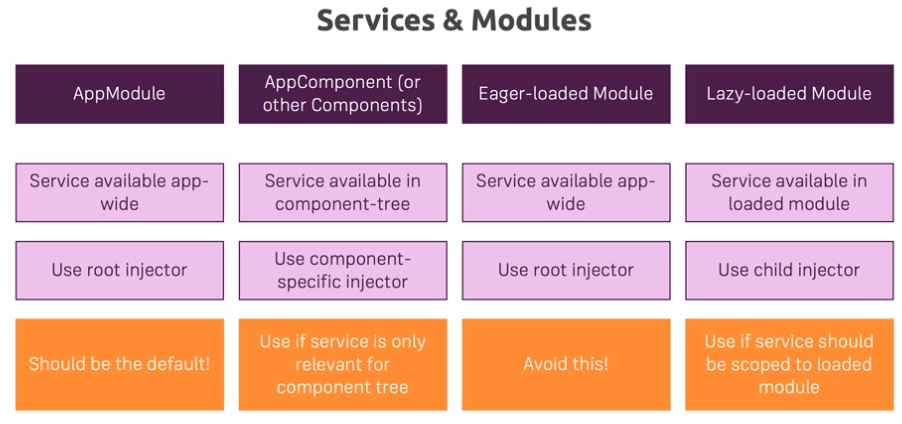 Services & Modules
AppModule
AppComponent (or
other Components)
Eager-loaded Module
Lazy-loaded Module
Service available app-
wide
Service available in
component-tree
Service available app-
wide
Service available in
loaded module
Use root injector
Use component-
specific injector
Use root injector
Use child injector
Should be the default!
Use if service is only
relevant for
component tree
Avoid this!
Use if service should
be scoped to loaded
module